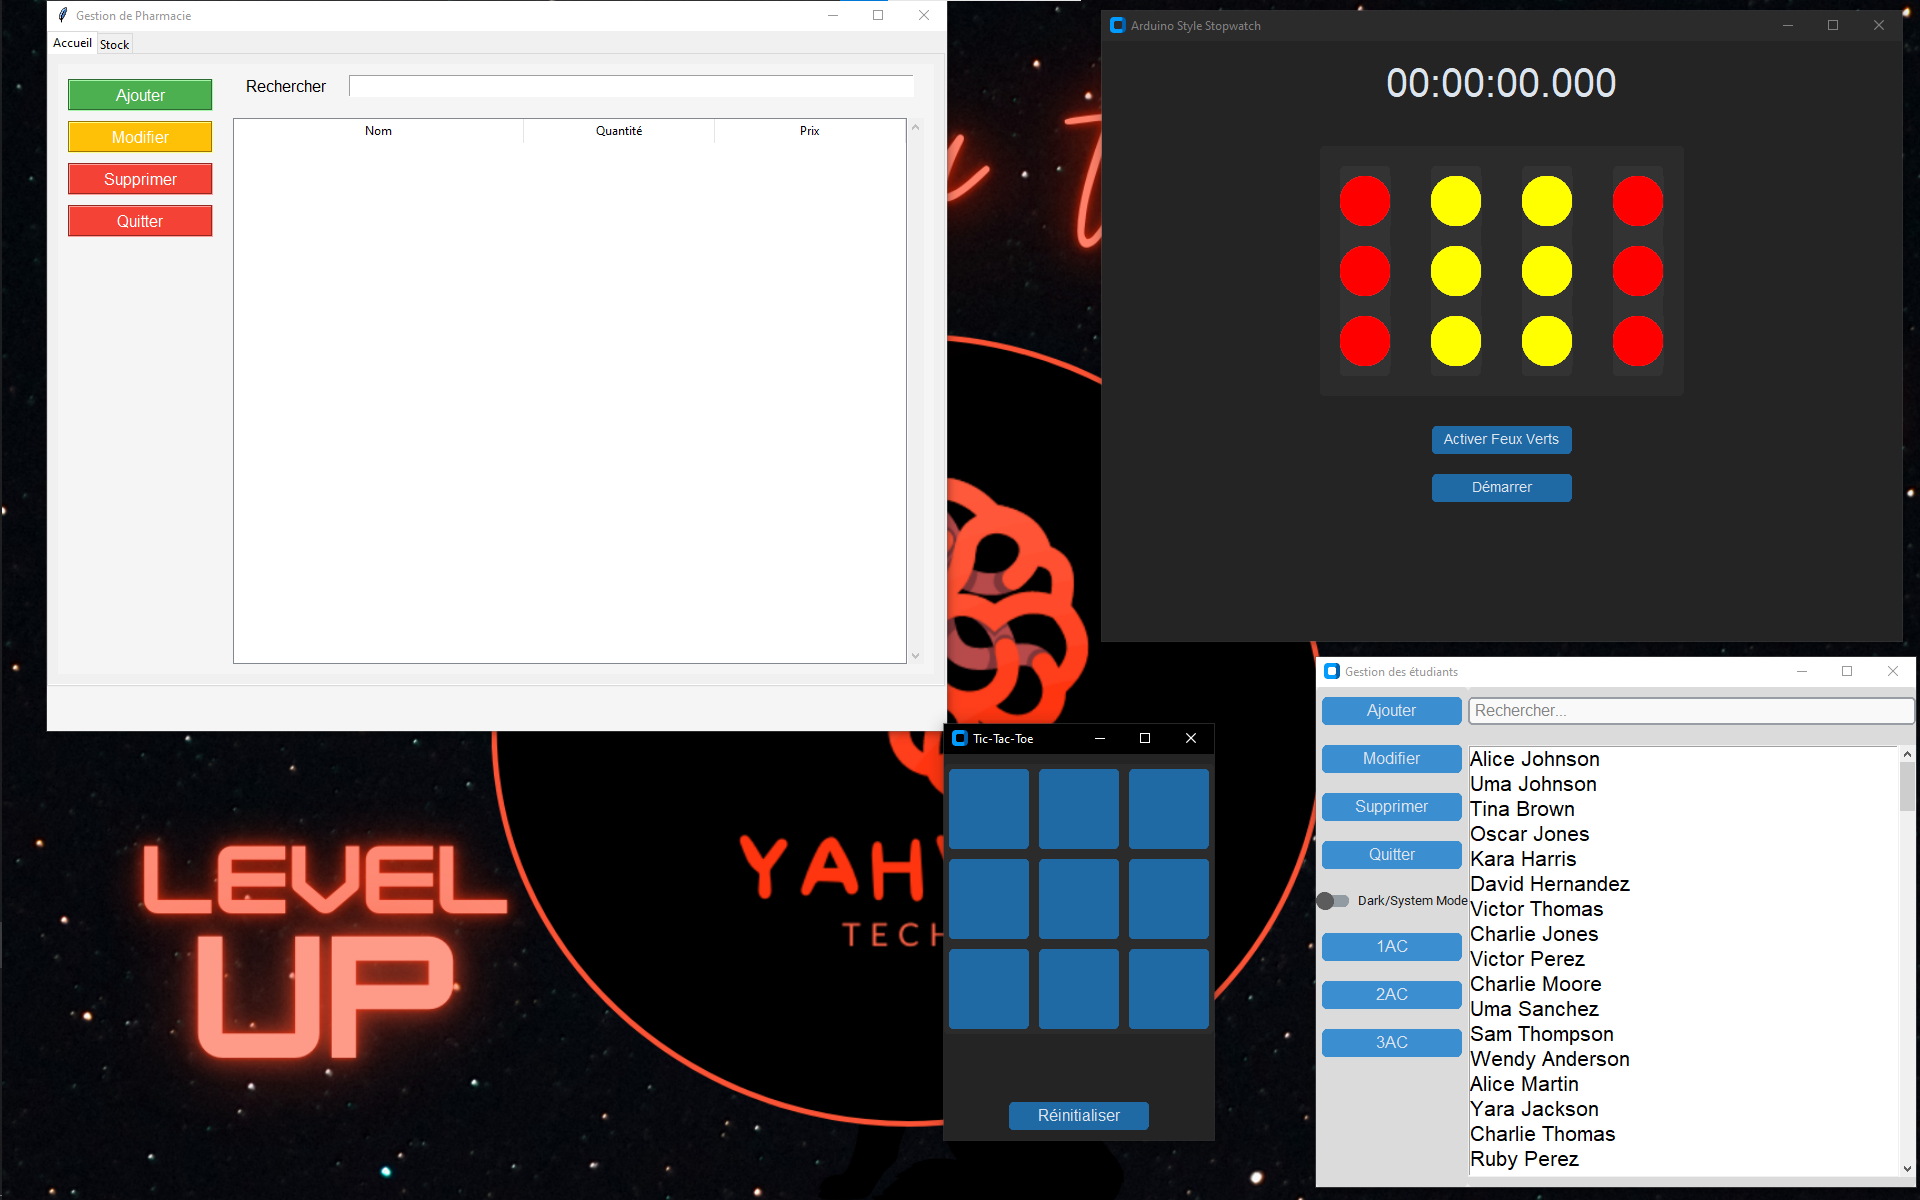 Gestion de Pharmacie
Accueil
Stock
Ajouter
Modifier
Supprimer
Quitter
Rechercher
Nom
Quantité
Prix
Arduino Style Stopwatch
00:00:00.000
Activer Feux Verts
Démarrer
LEVEL
UP
YAH
TECH
Tic-Tac-Toe
Réinitialiser
Gestion des étudiants
Ajouter
Rechercher...
Modifier
Supprimer
Quitter
Dark/System Mode
1AC
2AC
3AC
Alice Johnson
Uma Johnson
Tina Brown
Oscar Jones
Kara Harris
David Hernandez
Victor Thomas
Charlie Jones
Victor Perez
Charlie Moore
Uma Sanchez
Sam Thompson
Wendy Anderson
Alice Martin
Yara Jackson
Charlie Thomas
Ruby Perez